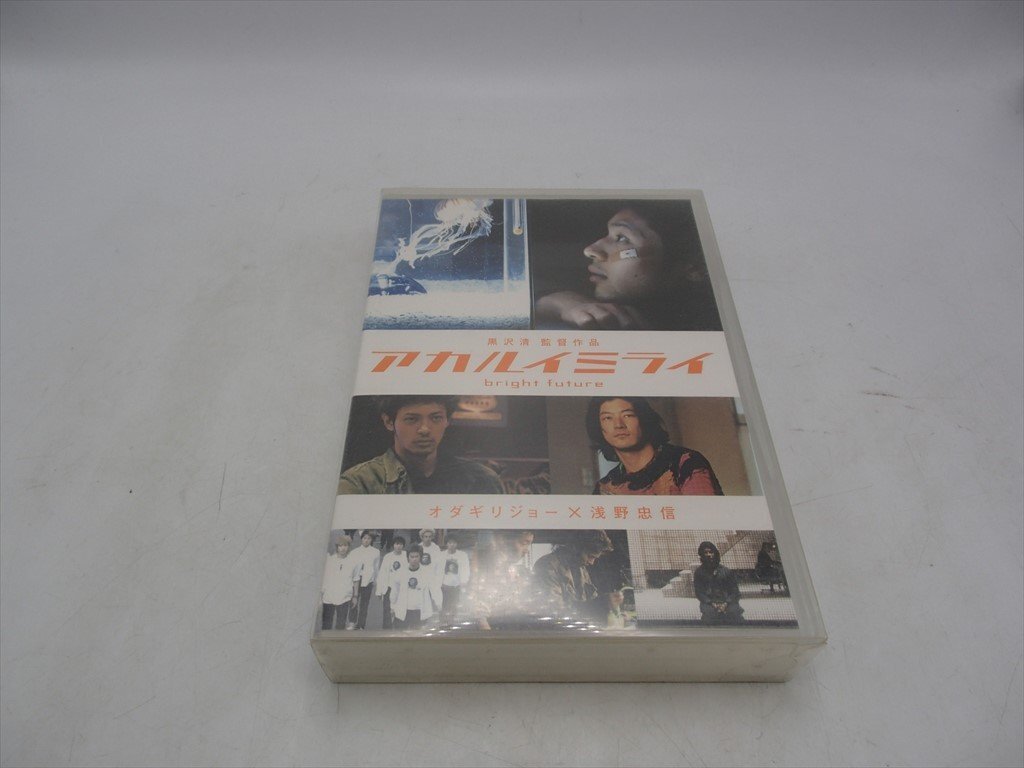 黒沢清 監督作品
アカルイミライ
bright future
オダギリジョー×浅野忠信